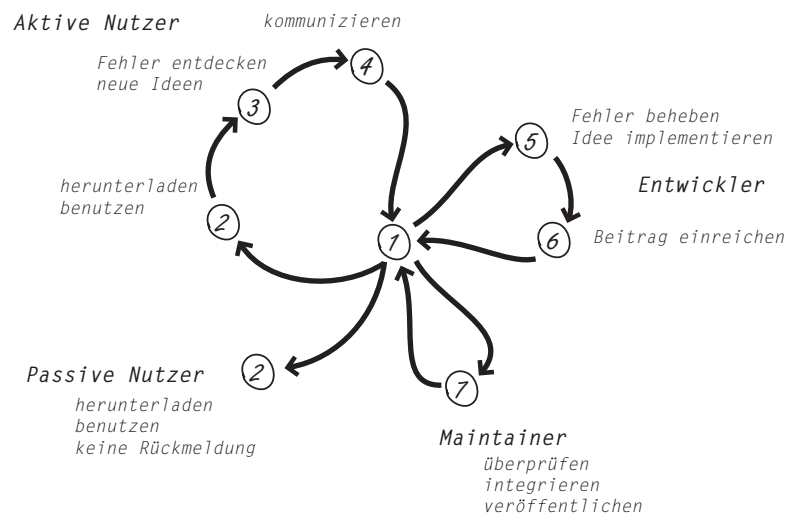 Aktive Nutzer
kommunizieren
Fehler entdecken
neue Ideen
4
3
Fehler beheben
Idee implementieren
5
Entwickler
herunterladen
benutzen
2
1
6
Beitrag einreichen
Passive Nutzer
2
herunterladen
benutzen
keine Rückmeldung
7
Maintainer
überprüfen
integrieren
veröffentlichen